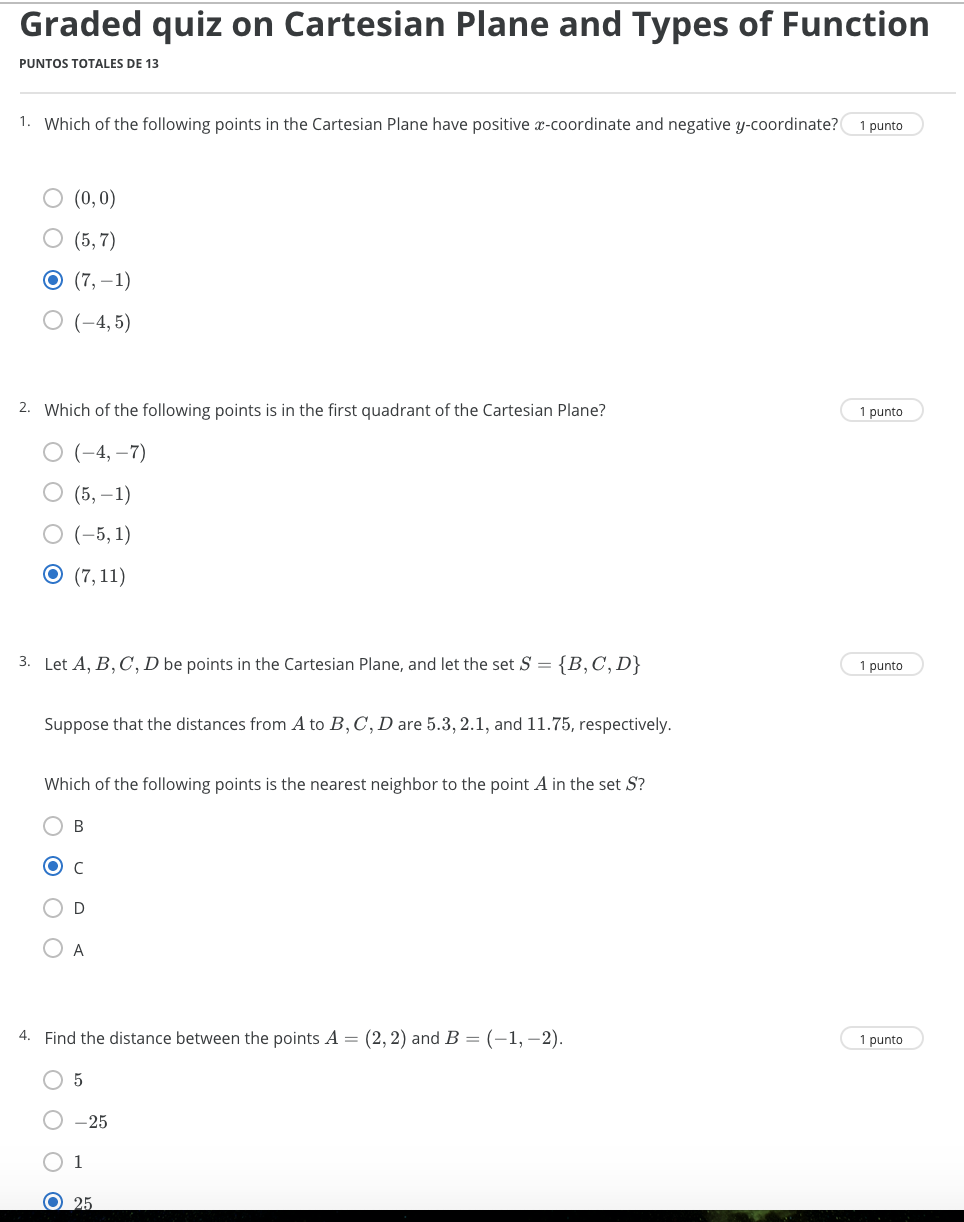 Graded quiz on Cartesian Plane and Types of Function
PUNTOS TOTALES DE 13
1. Which of the following points in the Cartesian Plane have positive x-coordinate and negative y-coordinate? 1 punto
(0, 0)
(5, 7)
(7, −1)
(−4, 5)
2. Which of the following points is in the first quadrant of the Cartesian Plane? 1 punto
(−4, −7)
(5, −1)
(−5, 1)
(7, 11)
3. Let A, B, C, D be points in the Cartesian Plane, and let the set S = {B, C, D} 1 punto
Suppose that the distances from A to B, C, D are 5.3, 2.1, and 11.75, respectively.
Which of the following points is the nearest neighbor to the point A in the set S?
B
C
D
A
4. Find the distance between the points A = (2, 2) and B = (−1, −2). 1 punto
5
−25
1
25